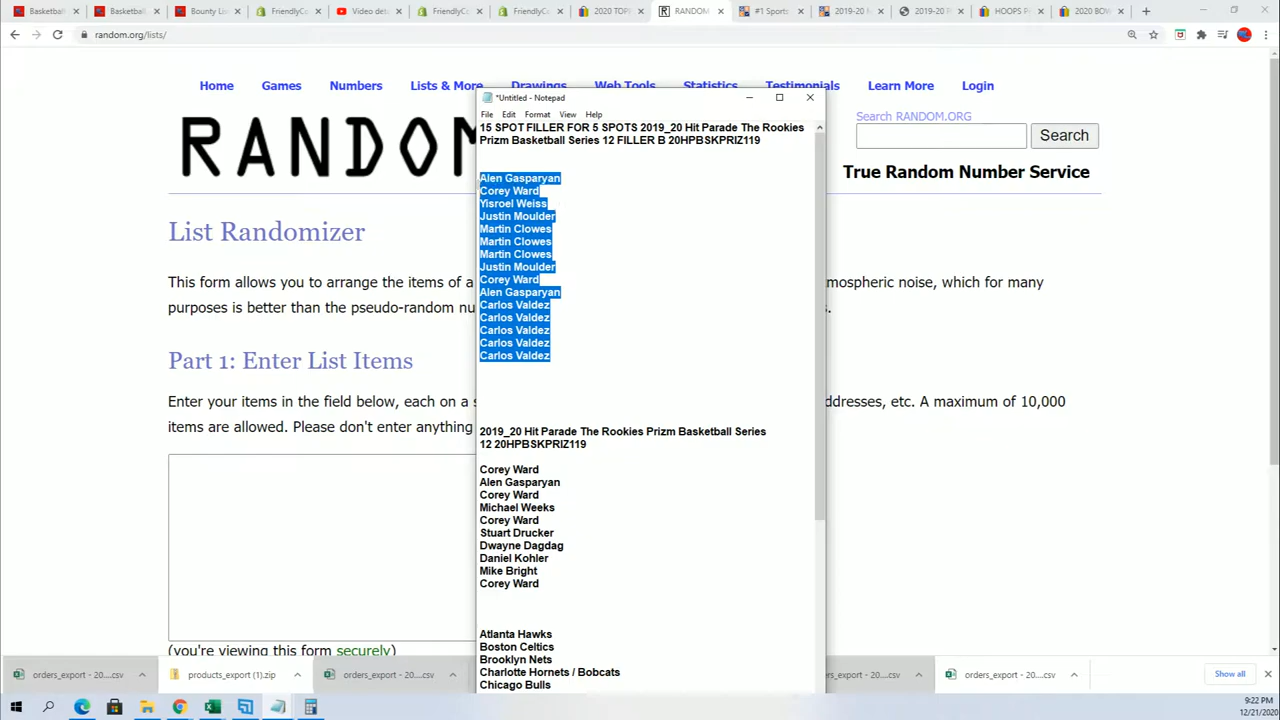 Basketbal
Basketbal
Bounty Li
FriendlyCo
Video det
FriendlyC
FriendlyC
2020 TOPS
RANDOM
#1 Sports
2019-20 
2019-20 
HOOPS P
2020 BOW
random.org/lists/
Home
Games
Numbers
Lists & More
Drawings
Web Tools
Statistics
Testimonials
Learn More
Login
RANDOM
Search RANDOM.ORG
Search
True Random Number Service
List Randomizer
This form allows you to arrange the items of a
tmospheric noise, which for many
purposes is better than the pseudo-random nu
s.
Part 1: Enter List Items
Enter your items in the field below, each on a s
ddresses, etc. A maximum of 10,000
items are allowed. Please don't enter anything
(you're viewing this form securely)
*Untitled - Notepad
File Edit Format View Help
15 SPOT FILLER FOR 5 SPOTS 2019_20 Hit Parade The Rookies
Prizm Basketball Series 12 FILLER B 20HPBSKPRIZ119
Alen Gasparyan
Corey Ward
Yisroel Weiss
Justin Moulder
Martin Clowes
Martin Clowes
Martin Clowes
Justin Moulder
Corey Ward
Alen Gasparyan
Carlos Valdez
Carlos Valdez
Carlos Valdez
Carlos Valdez
Carlos Valdez
2019_20 Hit Parade The Rookies Prizm Basketball Series
12 20HPBSKPRIZ119
Corey Ward
Alen Gasparyan
Corey Ward
Michael Weeks
Corey Ward
Stuart Drucker
Dwayne Dagdag
Daniel Kohler
Mike Bright
Corey Ward
Atlanta Hawks
Boston Celtics
Brooklyn Nets
Charlotte Hornets / Bobcats
Chicago Bulls
orders_export - 20....csv
products_export (1).zip
orders_export - 20....csv
rders_export - 20....csv
orders_export - 20....csv
Show all
9:22 PM
12/21/2020